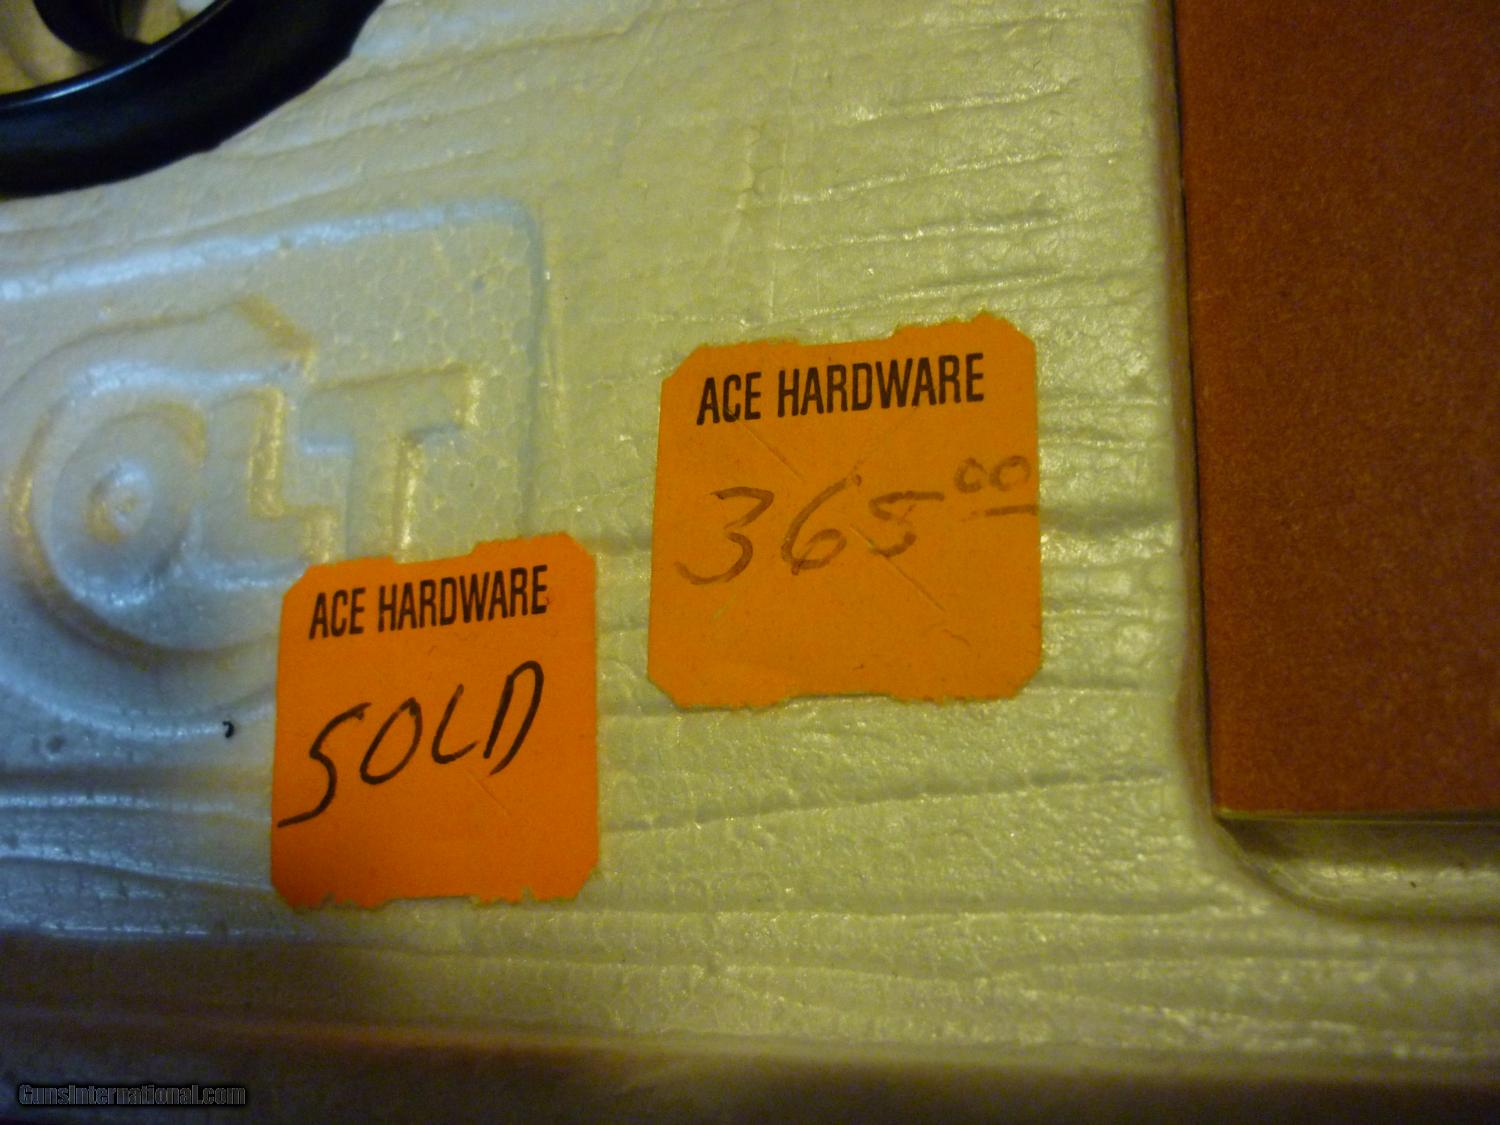 COLT
ACE HARDWARE
365.00
ACE HARDWARE
SOLD
GunsInternational.com